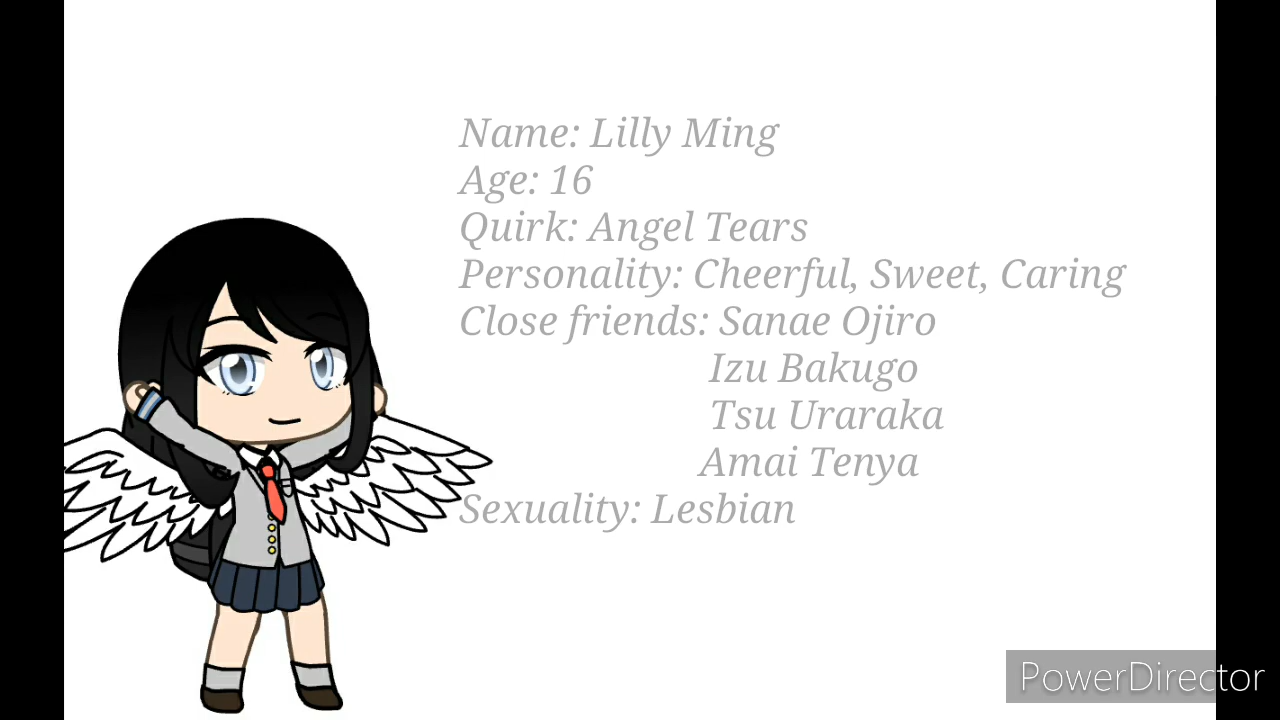 Name: Lilly Ming
Age: 16
Quirk: Angel Tears
Personality: Cheerful, Sweet, Caring
Close friends: Sanae Ojiro
Izu Bakugo
Tsu Uraraka
Amai Tenya
Sexuality: Lesbian
PowerDirector